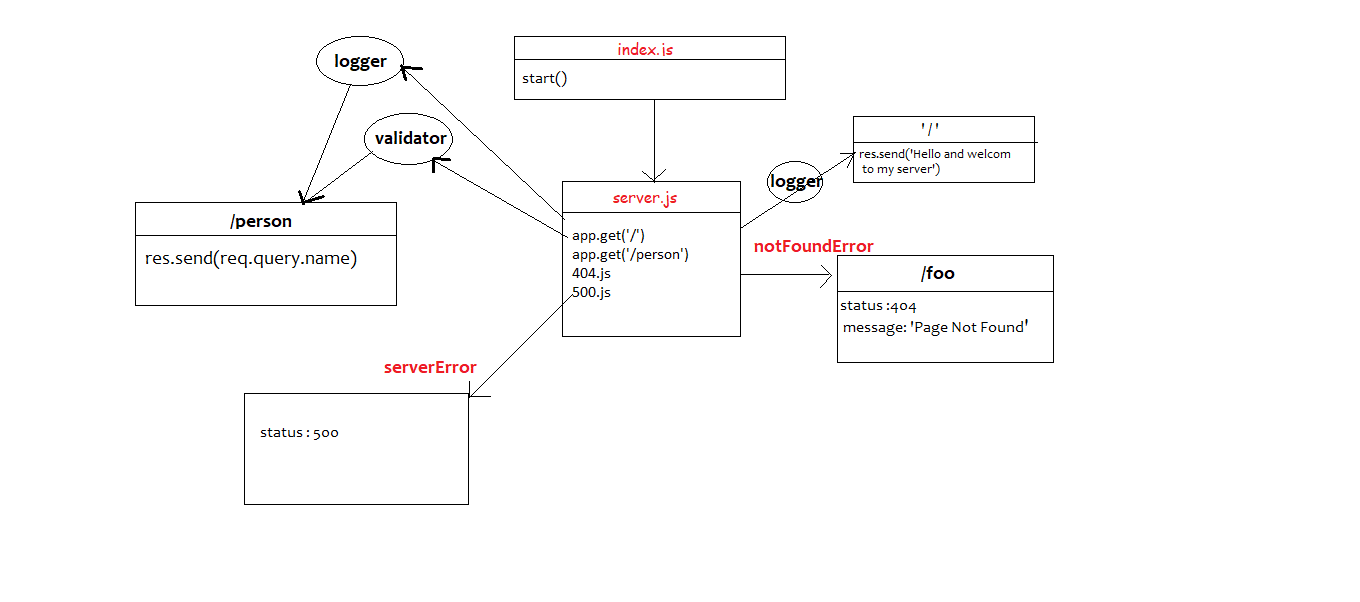 index.js
start()
logger
validator
'/'
res.send('Hello and welcom
to my server')
logger
server.js
app.get('/')
app.get('/person')
404.js
500.js
/person
res.send(req.query.name)
notFoundError
/foo
status :404
message: 'Page Not Found'
serverError
status : 500